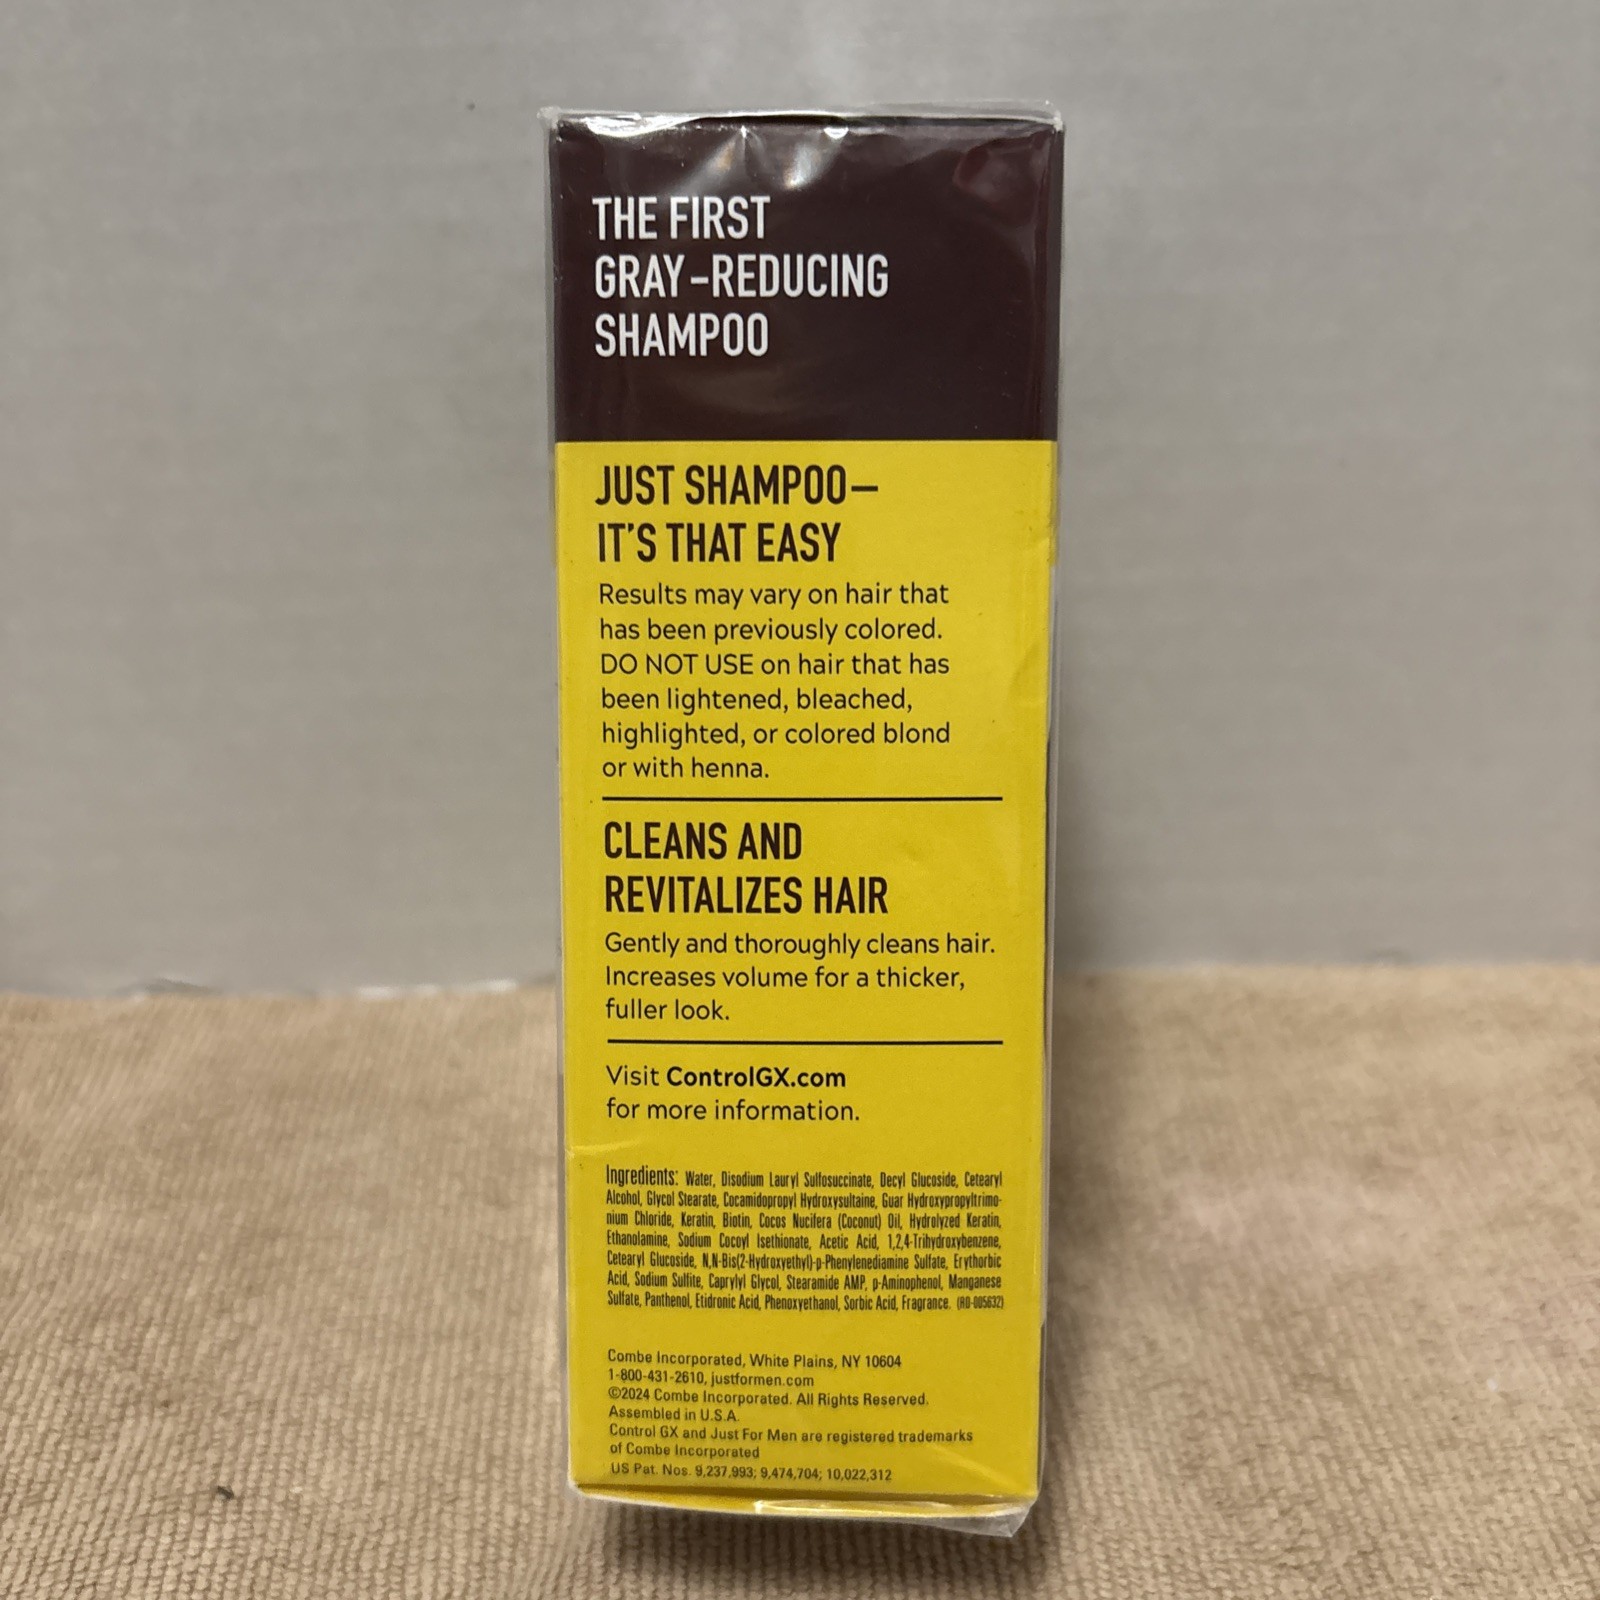 THE FIRST
GRAY-REDUCING
SHAMPOO
JUST SHAMPOO—
IT'S THAT EASY
Results may vary on hair that
has been previously colored.
DO NOT USE on hair that has
been lightened, bleached,
highlighted, or colored blond
or with henna.
CLEANS AND
REVITALIZES HAIR
Gently and thoroughly cleans hair.
Increases volume for a thicker,
fuller look.
Visit ControlGX.com
for more information.
Ingredients: Water, Disodium Lauryl Sulfosuccinate, Decyl Glucoside, Cetearyl
Alcohol, Glycol Stearate, Cocamidopropyl Hydroxysultaine, Guar Hydroxypropyltrimo-
nium Chloride, Keratin, Biotin, Cocos Nucifera (Coconut) Oil, Hydrolyzed Keratin,
Ethanolamine, Sodium Cocoyl Isethionate, Acetic Acid, 1,2,4-Trihydroxybenzene,
Cetearyl Glucoside, N,N-Bis(2-Hydroxyethyl)-p-Phenylenediamine Sulfate, Erythorbic
Acid, Sodium Sulfite, Caprylyl Glycol, Stearamide AMP, p-Aminophenol, Manganese
Sulfate, Panthenol, Etidronic Acid, Phenoxyethanol, Sorbic Acid, Fragrance. (RD-005632)
Combe Incorporated, White Plains, NY 10604
1-800-431-2610, justformen.com
©2024 Combe Incorporated. All Rights Reserved.
Assembled in U.S.A.
Control GX and Just For Men are registered trademarks
of Combe Incorporated
US Pat. Nos. 9,237,993; 9,474,704; 10,022,312